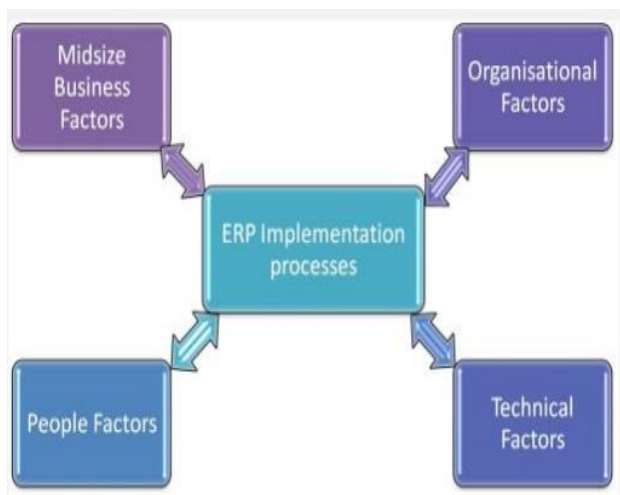 Midsize
Business
Factors
Organisational
Factors
ERP Implementation
processes
People Factors
Technical
Factors